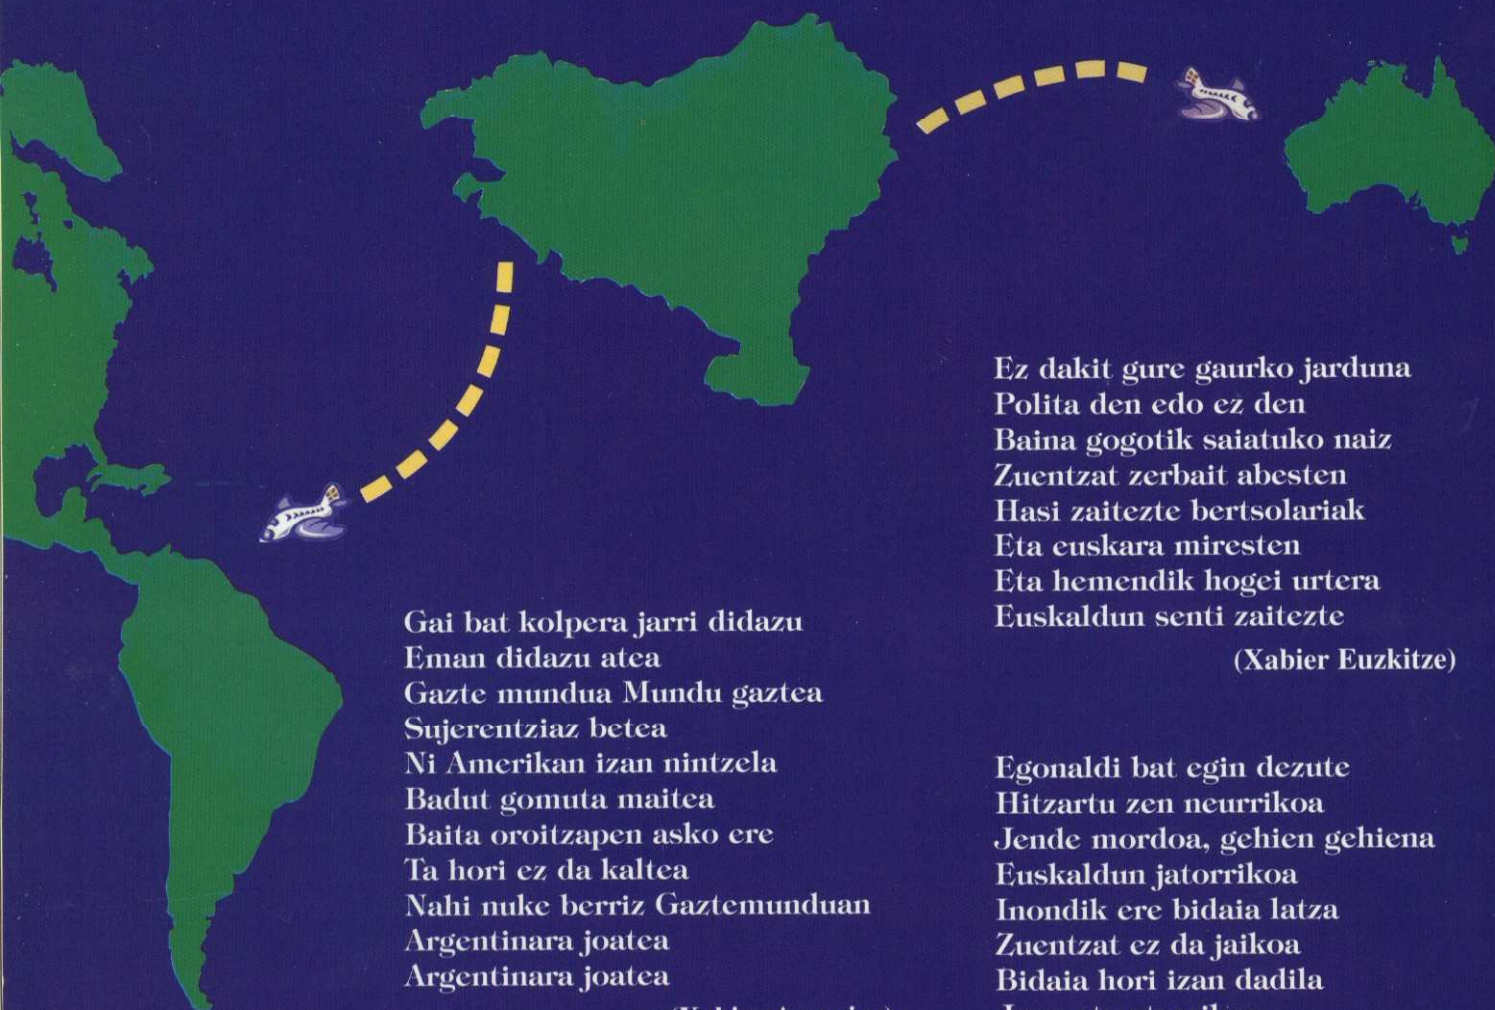 Gai bat kolpera jarri didazu
Eman didazu atea
Gazte mundua Mundu gaztea
Sujerentziaz betea
Ni Amerikan izan nintzela
Badut gomuta maitea
Baita oroitzapen asko ere
Ta hori ez da kaltea
Nahi nuke berriz Gaztemunduan
Argentinara joatea
Argentinara joatea
Ez dakit gure gaurko jarduna
Polita den edo ez den
Baina gogotik saiatuko naiz
Zuentzat zerbait abesten
Hasi zaitezte bertsolariak
Eta euskara miresten
Eta hemendik hogei urtera
Euskaldun senti zaitezte
(Xabier Euzkitze)
Egonaldi bat egin dezute
Hitzartu zen neurrikoa
Jende mordoa, gehien gehiena
Euskaldun jatorrikoa
Inondik ere bidaia latza
Zuentzat ez da jaikoa
Bidaia hori izan dadila